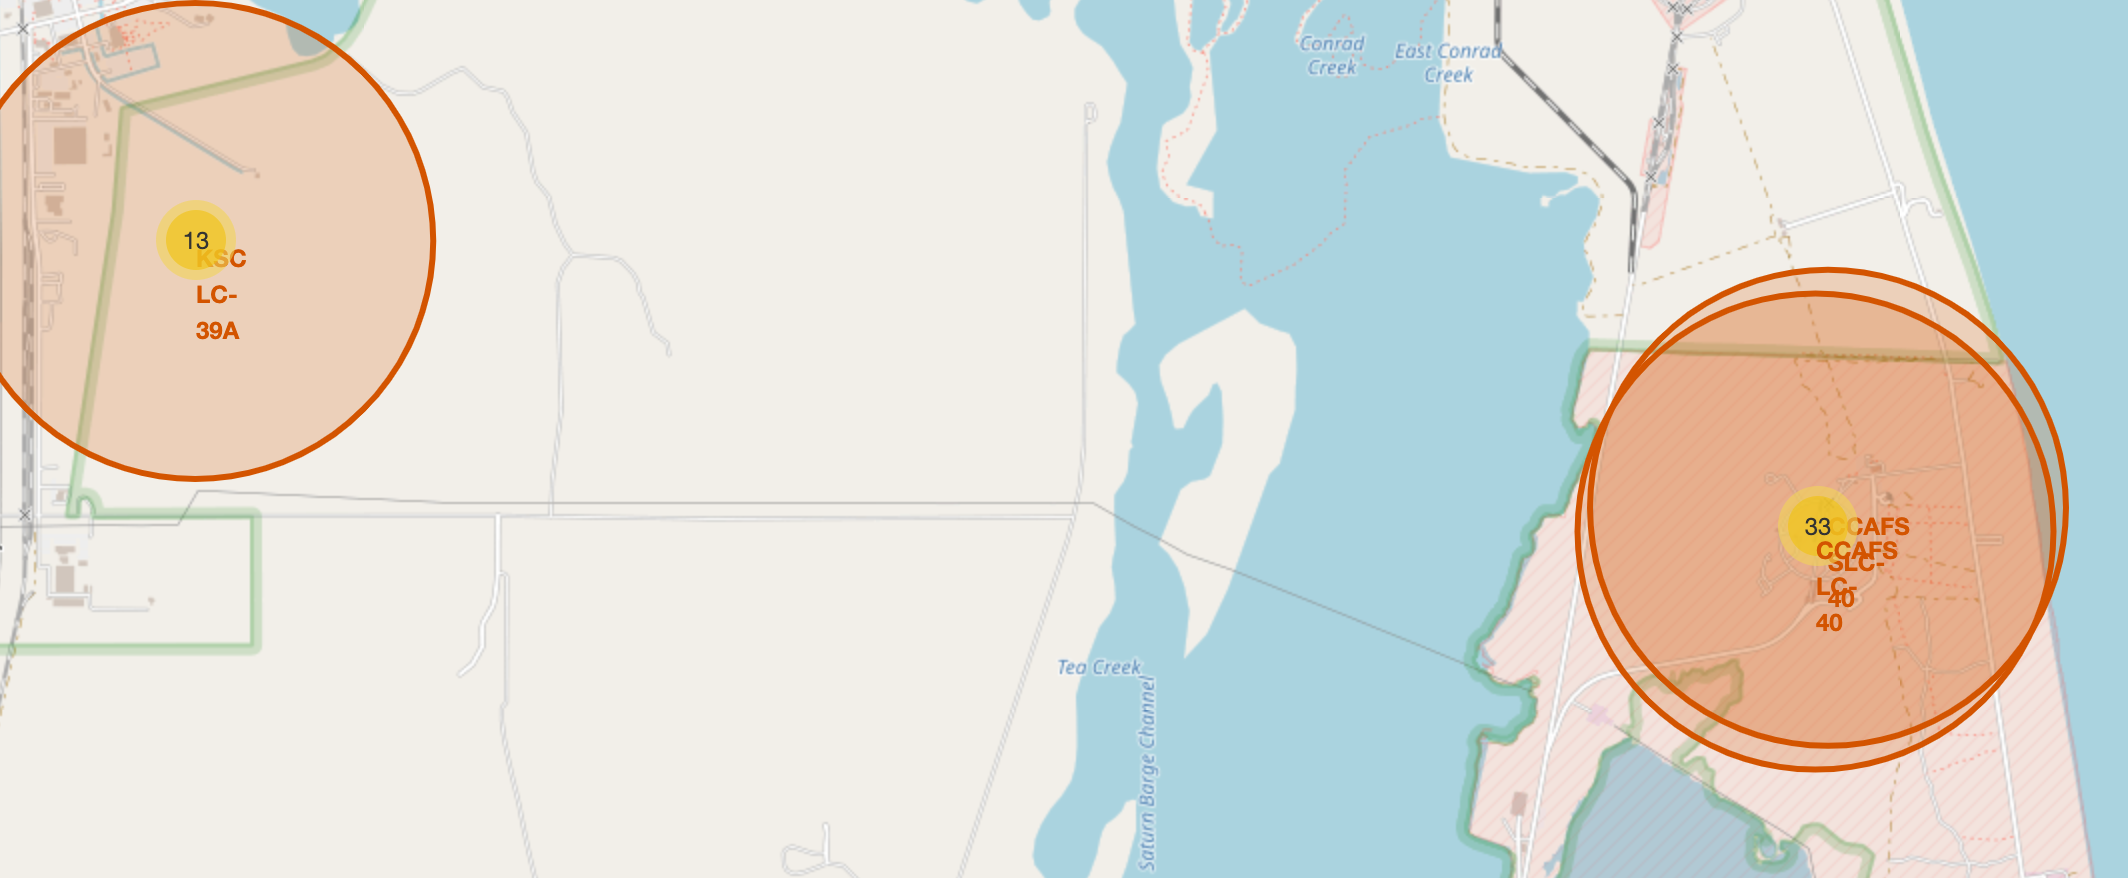 Conrad
Creek
East Conrad
Creek
13
KSC
LC-
39A
33
CCAFS
CCAFS
SLC-
LC-
40
40
Tea Creek
Saturn Barge Channel